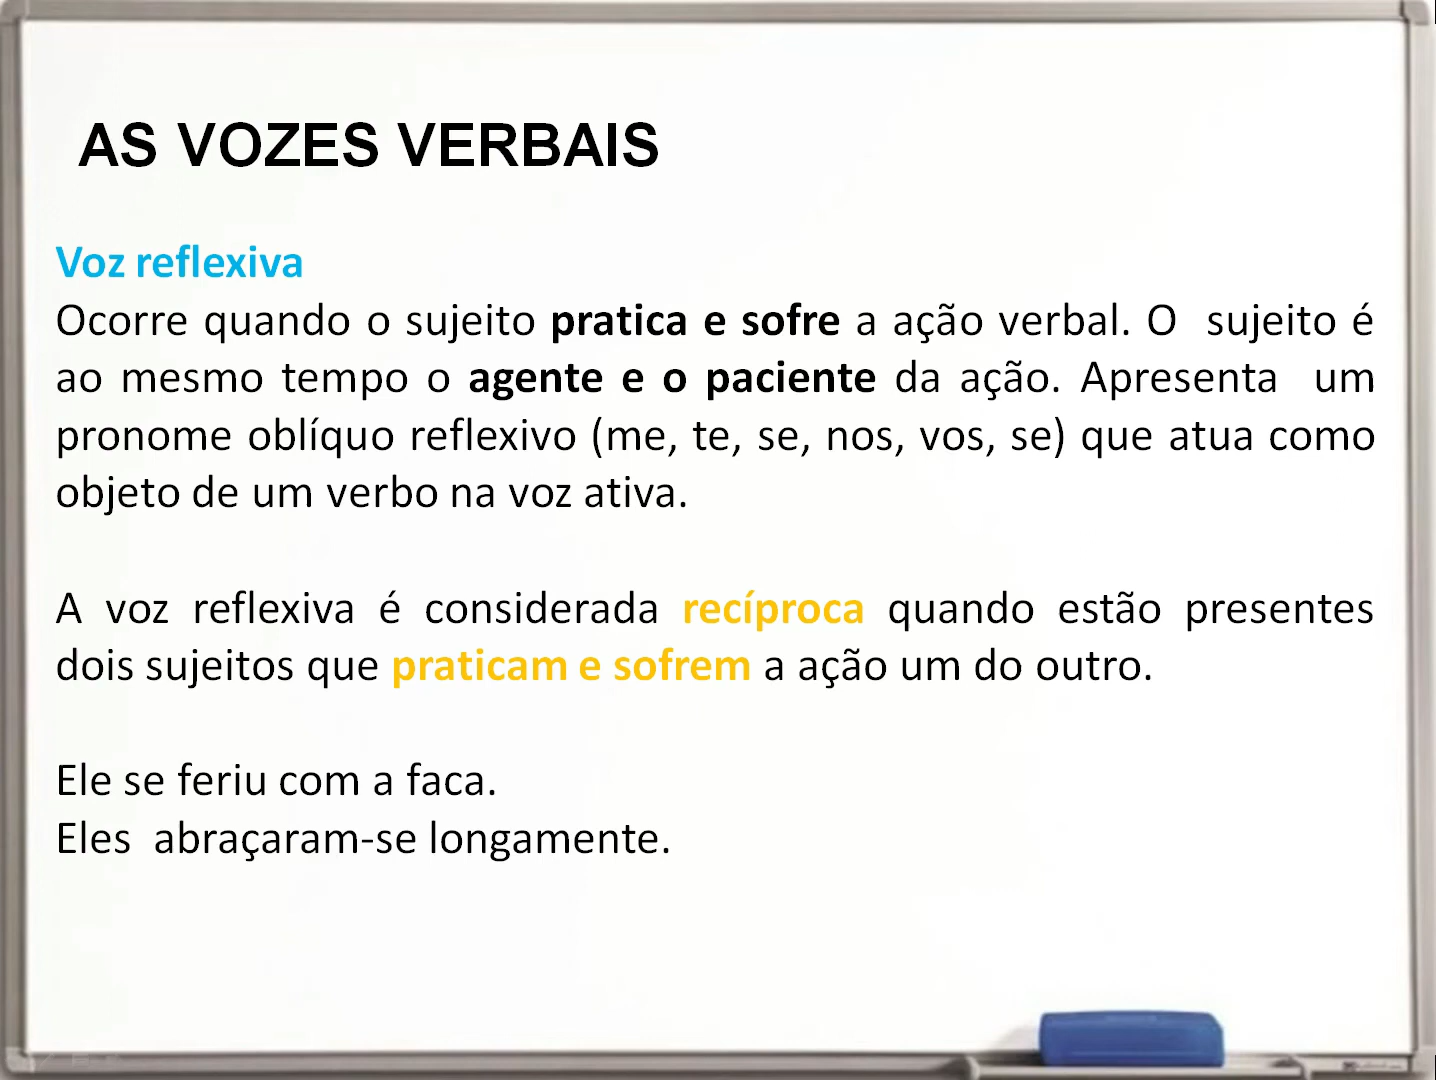 AS VOZES VERBAIS
Voz reflexiva
Ocorre quando o sujeito pratica e sofre a ação verbal. O sujeito é
ao mesmo tempo o agente e o paciente da ação. Apresenta um
pronome oblíquo reflexivo (me, te, se, nos, vos, se) que atua como
objeto de um verbo na voz ativa.
A voz reflexiva é considerada recíproca quando estão presentes
dois sujeitos que praticam e sofrem a ação um do outro.
Ele se feriu com a faca.
Eles abraçaram-se longamente.